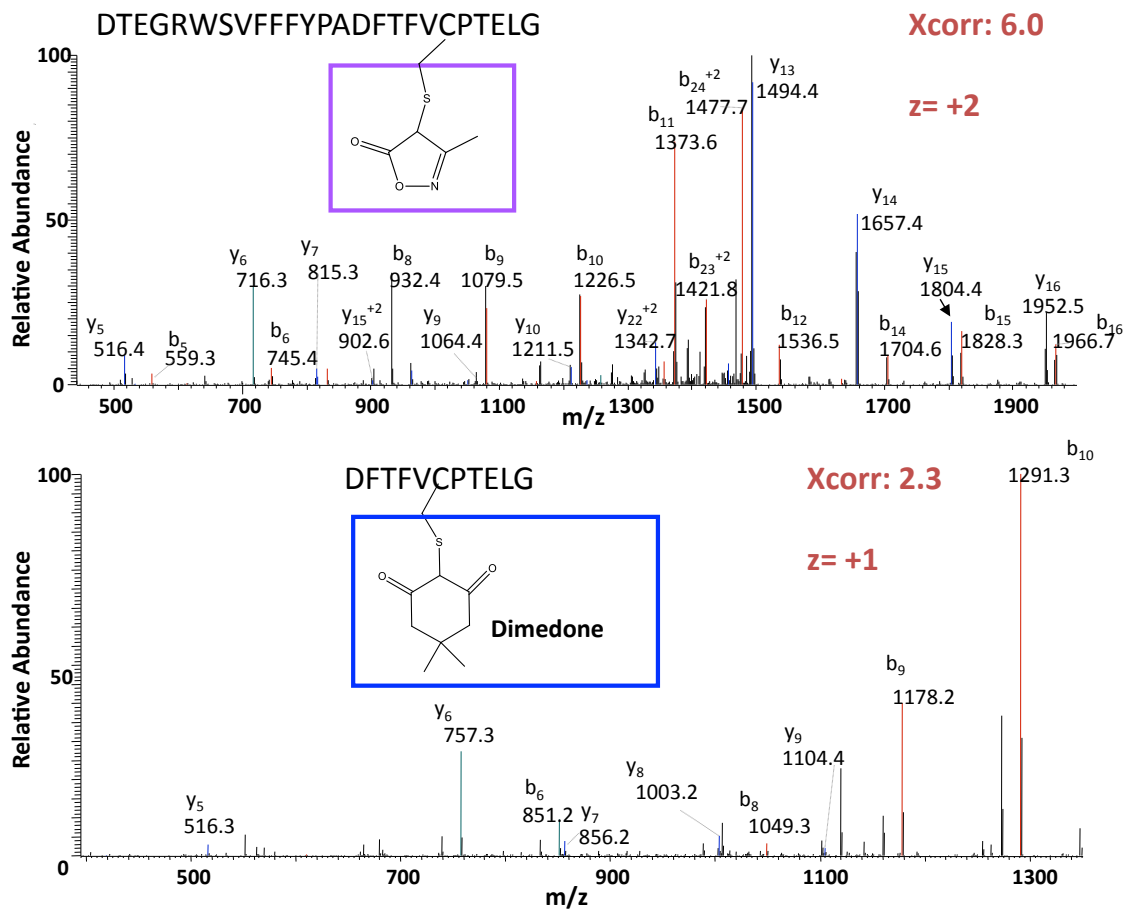 DTEGRWSVFFFYPADFTFVCPTELG
Xcorr: 6.0
z= +2
Relative Abundance
100
50
0
S
O
O
N
y5
516.4
b5
559.3
y6
716.3
b6
745.4
y7
815.3
y15+2
902.6
b8
932.4
y9
1064.4
b9
1079.5
y10
1211.5
b10
1226.5
y22+2
1342.7
b11
1373.6
b23+2
1421.8
b24+2
1477.7
y13
1494.4
b12
1536.5
y14
1657.4
b14
1704.6
y15
1804.4
b15
1828.3
y16
1952.5
b16
1966.7
500 700 900 1100 1300 1500 1700 1900
m/z
DFTFVCPTELG
Xcorr: 2.3
z= +1
Relative Abundance
100
50
0
S
O
O
Dimedone
y5
516.3
y6
757.3
b6
851.2
y7
856.2
y8
1003.2
b8
1049.3
y9
1104.4
b9
1178.2
b10
1291.3
500 700 900 1100 1300
m/z